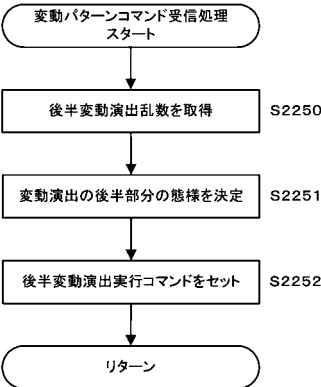 変動パターンコマンド受信処理
スタート
後半変動演出乱数を取得
S2250
変動演出の後半部分の態様を決定
S2251
後半変動演出実行コマンドをセット
S2252
リターン